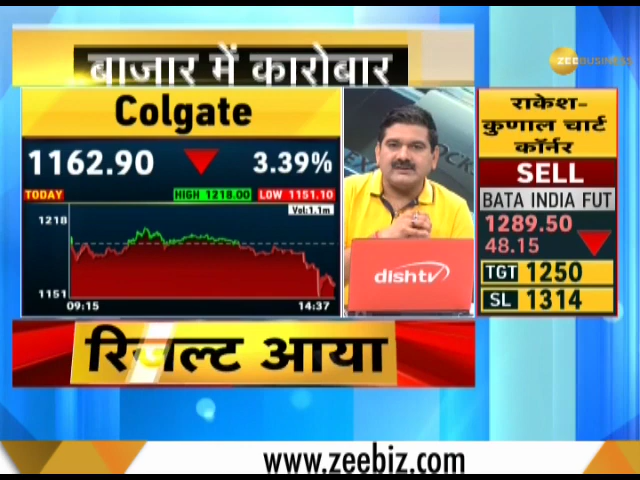 बाजार में कारोबार
ZEEBUSINESS
Colgate
1162.90 3.39%
TODAY HIGH 1218.00 LOW 1151.10
Vol:1.1m
1218
1151
09:15 14:37
dishtv
राकेश-
कुणाल चार्ट
कॉर्नर
SELL
BATA INDIA FUT
1289.50
48.15
TGT 1250
SL 1314
रिजल्ट आया
www.zeebiz.com